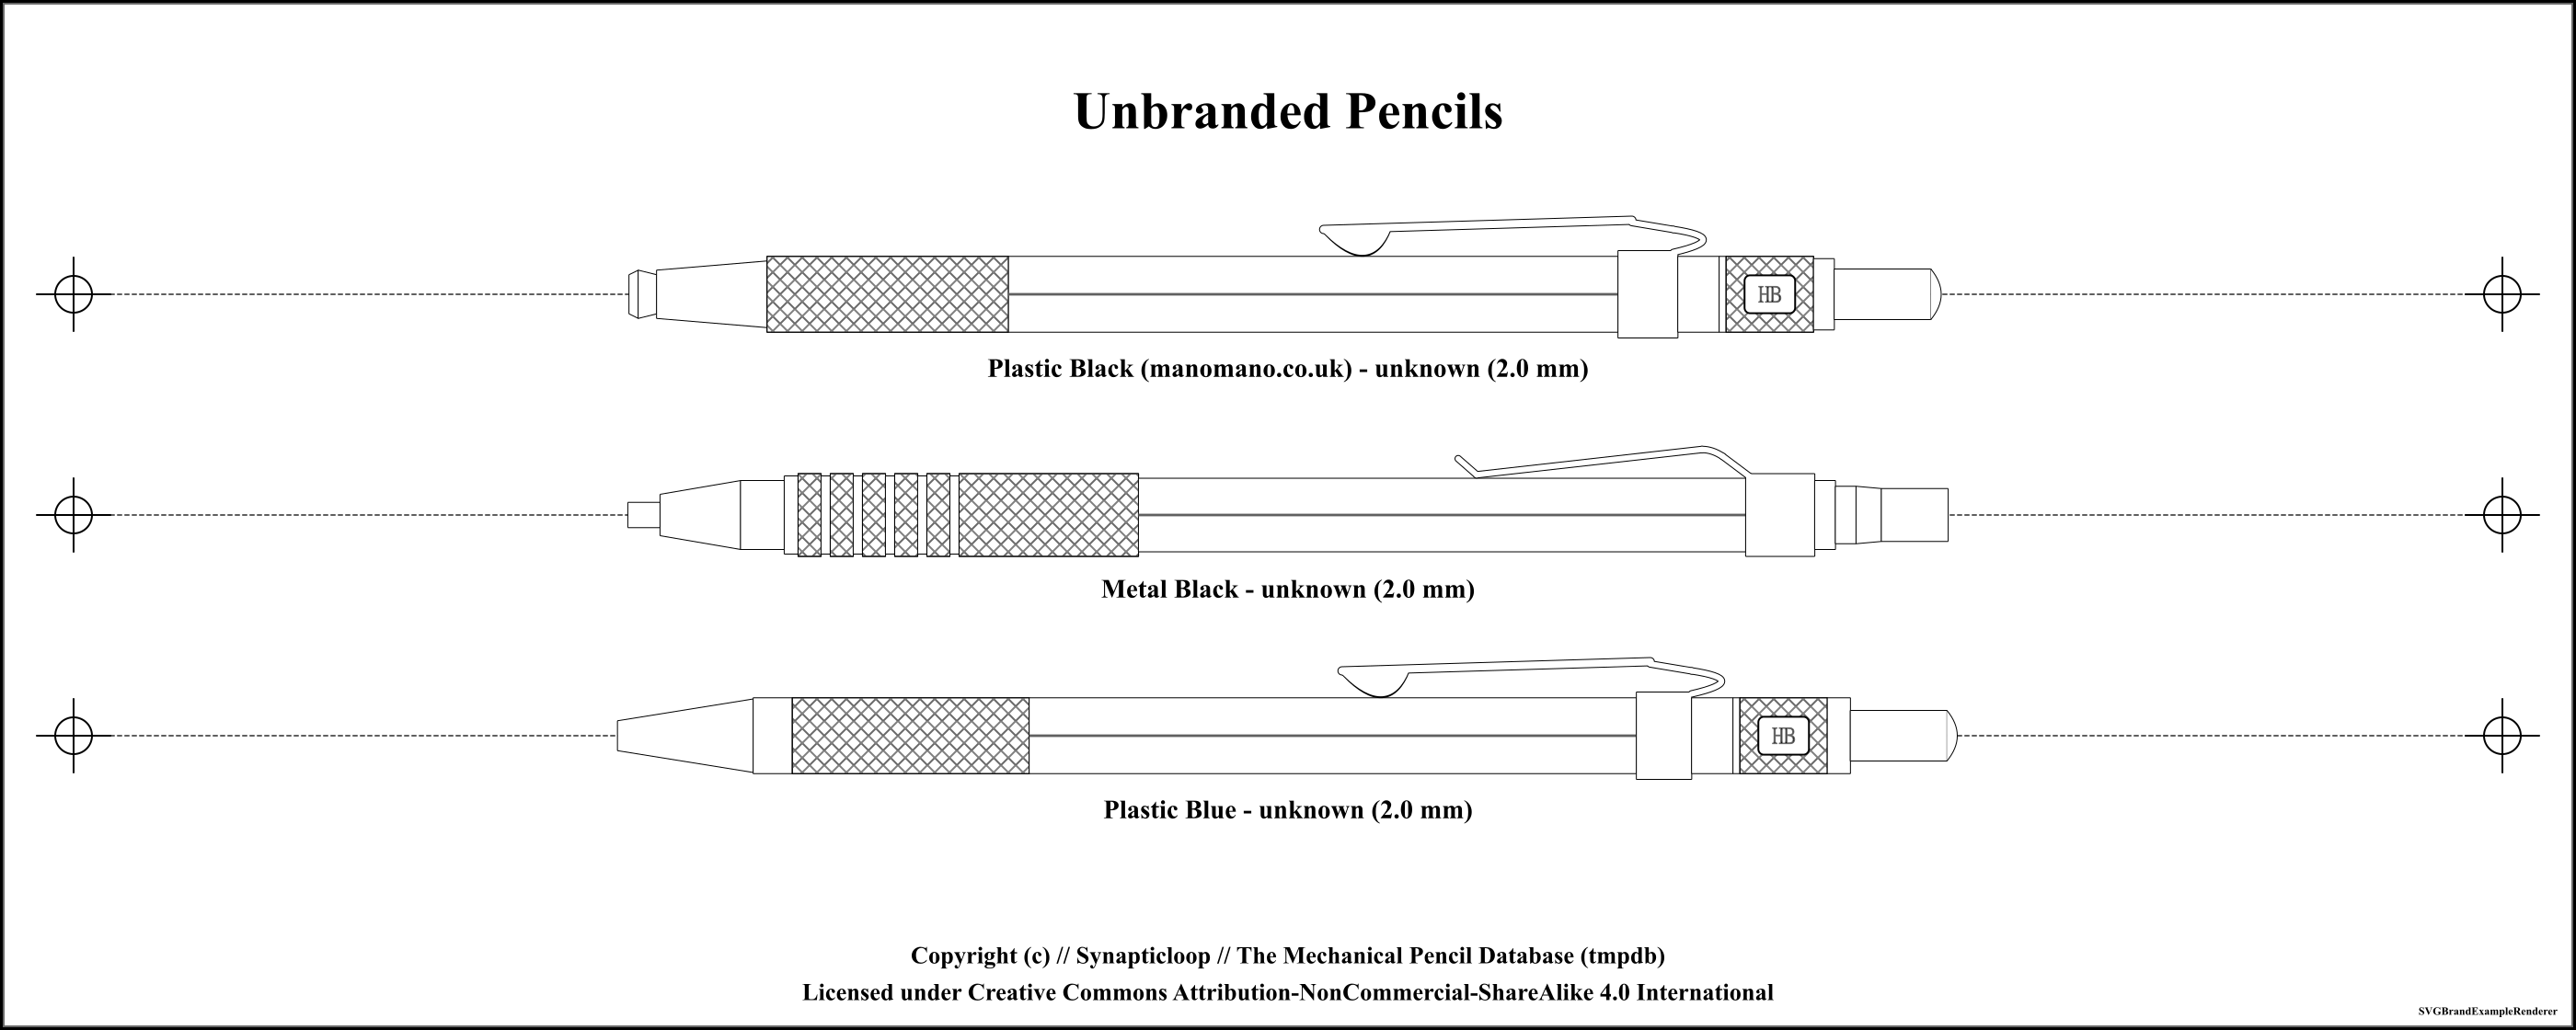 Unbranded Pencils
HB
Plastic Black (manomano.co.uk) - unknown (2.0 mm)
Metal Black - unknown (2.0 mm)
HB
Plastic Blue - unknown (2.0 mm)
Copyright (c) // Synapticloop // The Mechanical Pencil Database (tmpdb)
Licensed under Creative Commons Attribution-NonCommercial-ShareAlike 4.0 International
SVGBrandExampleRenderer